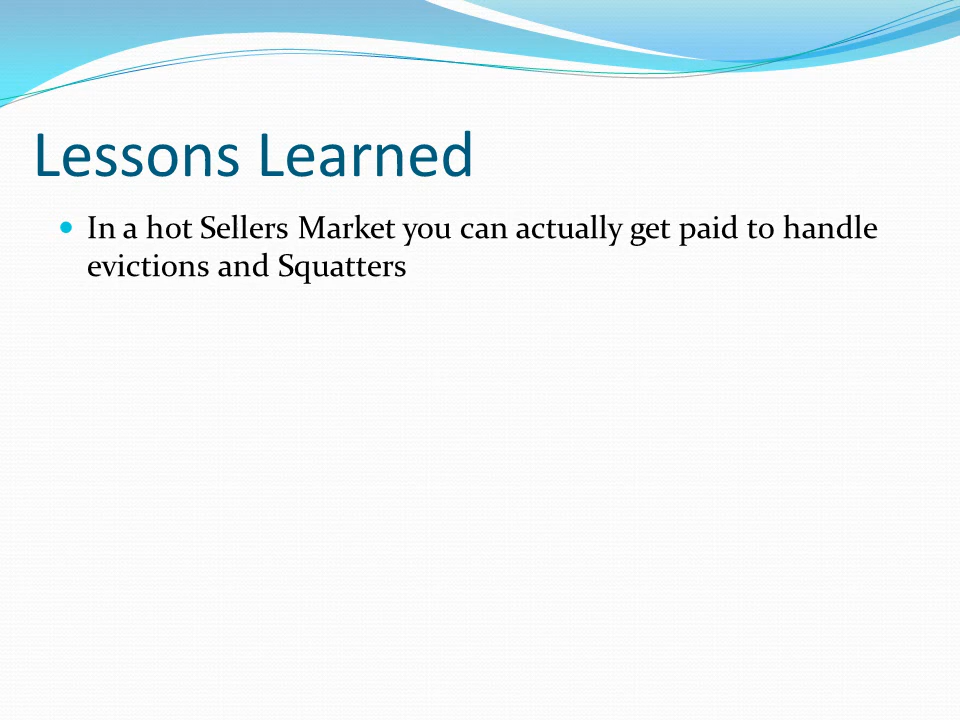 Lessons Learned
In a hot Sellers Market you can actually get paid to handle
evictions and Squatters